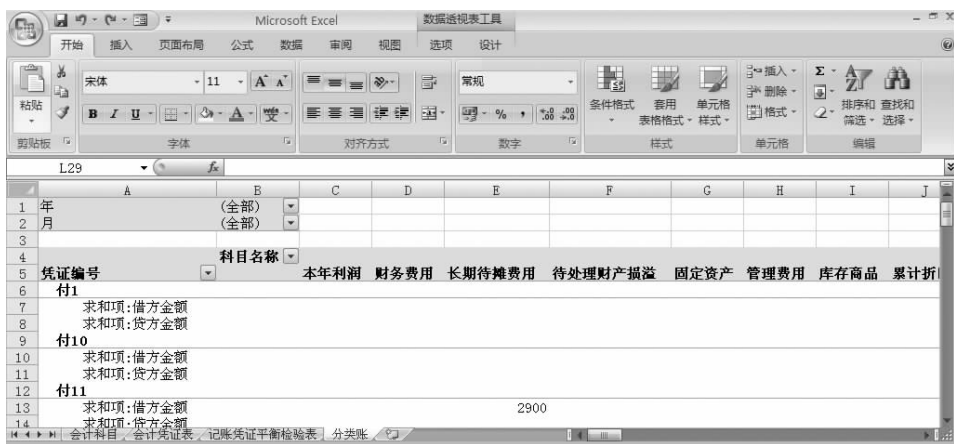 Microsoft Excel 数据透视表工具
开始 插入 页面布局 公式 数据 审阅 视图 选项 设计
宋体 11 A A 常规 插入 Σ
粘贴 条件格式 套用 单元格 删除 排序和 查找和
B I U A 变 % , 表格格式 样式 格式 筛选 选择
剪贴板 字体 对齐方式 数字 样式 单元格 编辑
L29 fx
A B C D E F G H I J
1 年 (全部)
2 月 (全部)
3
4 科目名称
5 凭证编号 本年利润 财务费用 长期待摊费用 待处理财产损溢 固定资产 管理费用 库存商品 累计折
6 付1
7 求和项:借方金额
8 求和项:贷方金额
9 付10
10 求和项:借方金额
11 求和项:贷方金额
12 付11
13 求和项:借方金额 2900
14 求和项:贷方金额
会计科目 会计凭证表 记账凭证平衡检验表 分类账